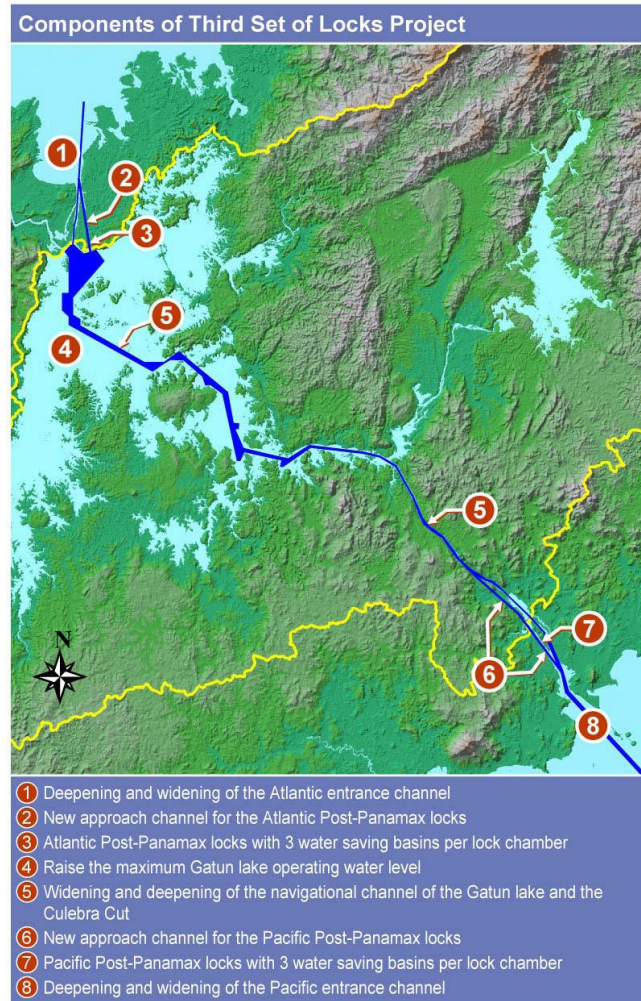 Components of Third Set of Locks Project
1
2
3
5
4
5
7
6
8
N
1 Deepening and widening of the Atlantic entrance channel
2 New approach channel for the Atlantic Post-Panamax locks
3 Atlantic Post-Panamax locks with 3 water saving basins per lock chamber
4 Raise the maximum Gatun lake operating water level
5 Widening and deepening of the navigational channel of the Gatun lake and the
Culebra Cut
6 New approach channel for the Pacific Post-Panamax locks
7 Pacific Post-Panamax locks with 3 water saving basins per lock chamber
8 Deepening and widening of the Pacific entrance channel